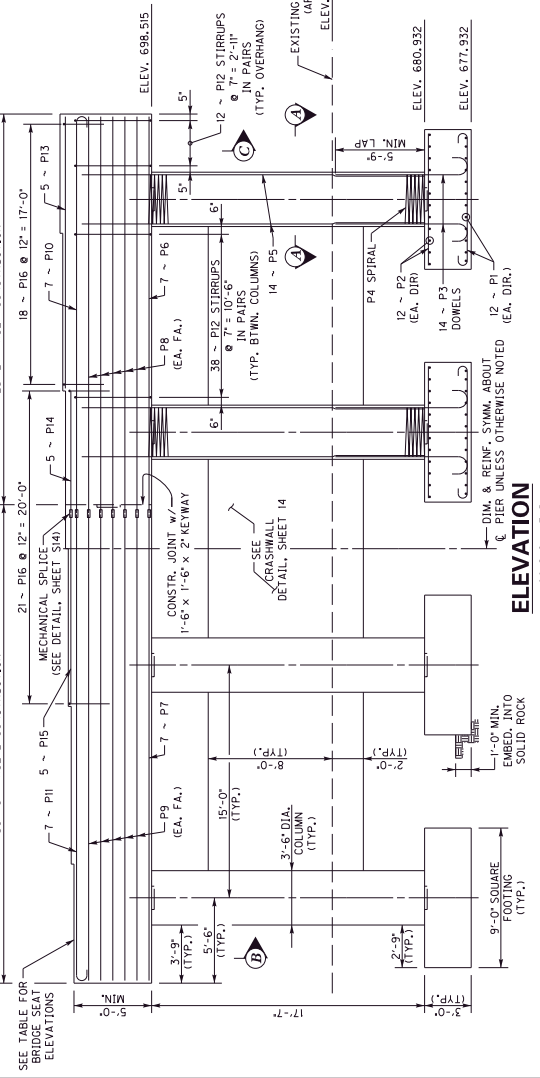 SEE TABLE FOR
BRIDGE SEAT
ELEVATIONS
7 ~ P11
5 ~ P15
21 ~ P16 @ 12" = 20'-0"
MECHANICAL SPLICE
(SEE DETAIL, SHEET S14)
5 ~ P14
7 ~ P10
18 ~ P16 @ 12" = 17'-0"
5 ~ P13
ELEV. 698.515
5'-0"
MIN.
P9
(EA. FA.)
7 ~ P7
CONSTR. JOINT w/
1'-6" x 1'-6" x 2" KEYWAY
P8
(EA. FA.)
7 ~ P6
5"
5"
12 ~ P12 STIRRUPS
@ 7" = 2'-11"
IN PAIRS
(TYP. OVERHANG)
C
3'-9"
(TYP.)
5'-6"
(TYP.)
B
15'-0"
(TYP.)
3'-6" DIA.
COLUMN
(TYP.)
8'-0"
(TYP.)
2'-0"
(TYP.)
SEE
CRASHWALL
DETAIL, SHEET 14
6"
6"
38 ~ P12 STIRRUPS
@ 7" = 10'-6"
IN PAIRS
(TYP. BTWN. COLUMNS)
14 ~ P5
A
A
EXISTING
ELEV.
17'-7"
2'-9"
(TYP.)
P4 SPIRAL
5'-9"
MIN. LAP
ELEV. 680.932
ELEV. 677.932
3'-0"
(TYP.)
9'-0" SQUARE
FOOTING
(TYP.)
1'-0" MIN.
EMBED. INTO
SOLID ROCK
12 ~ P2
(EA. DIR)
14 ~ P3
DOWELS
12 ~ P1
(EA. DIR.)
DIM. & REINF. SYMM. ABOUT
℄ PIER UNLESS OTHERWISE NOTED
ELEVATION